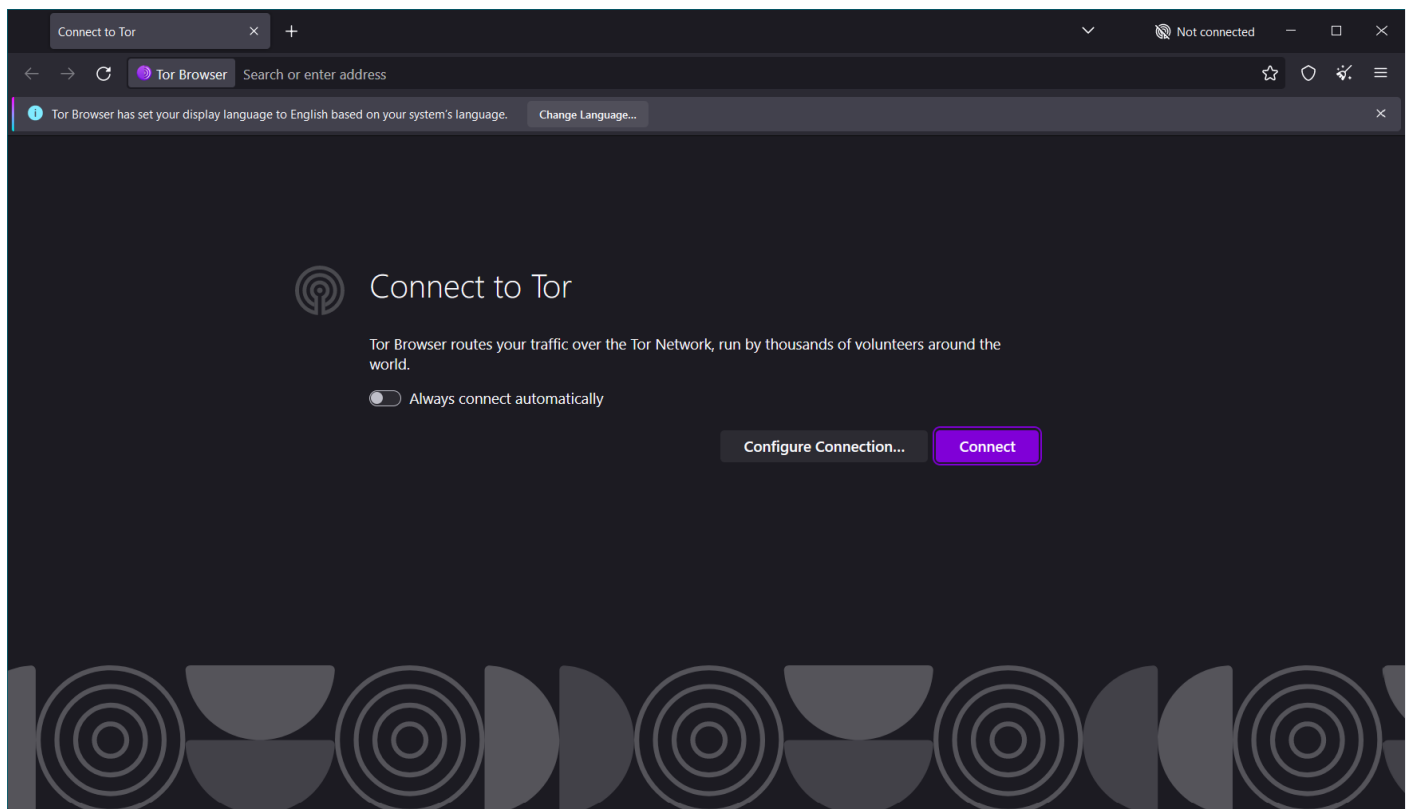 Connect to Tor
Not connected
Tor Browser
Search or enter address
Tor Browser has set your display language to English based on your system's language.
Change Language...
Connect to Tor
Tor Browser routes your traffic over the Tor Network, run by thousands of volunteers around the
world.
Always connect automatically
Configure Connection...
Connect